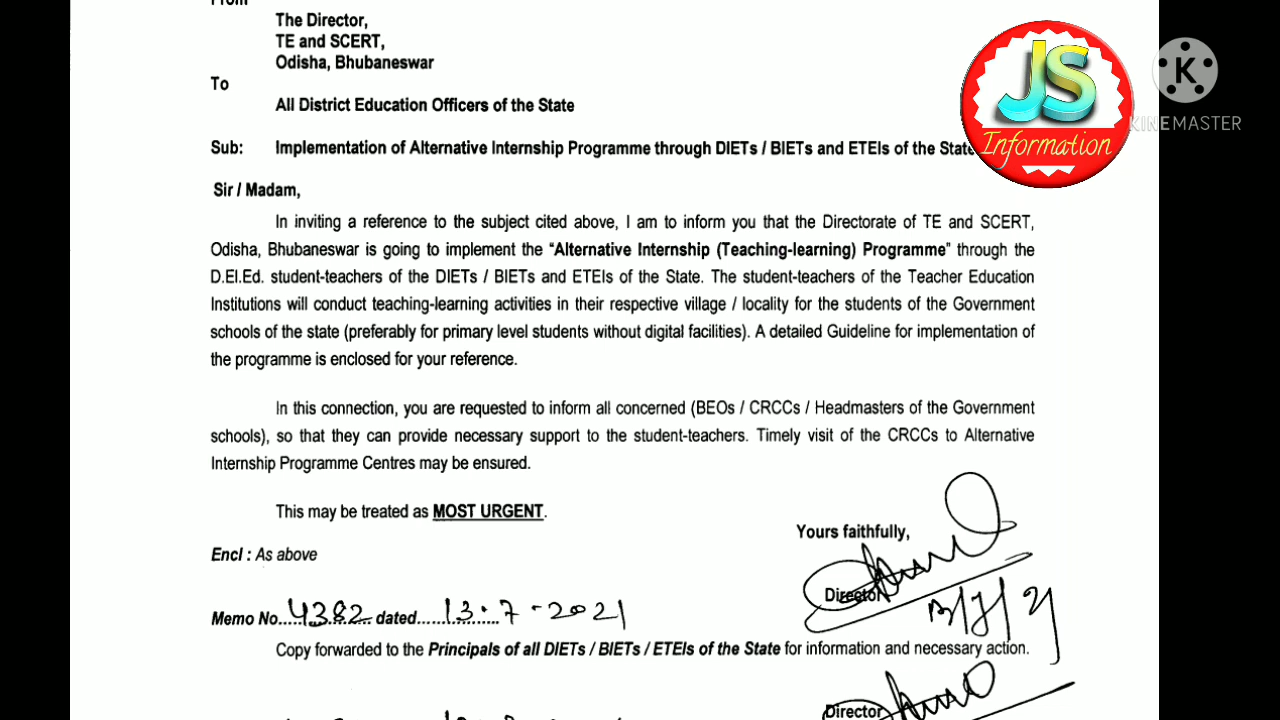 From
The Director,
TE and SCERT,
Odisha, Bhubaneswar
To
All District Education Officers of the State
Sub: Implementation of Alternative Internship Programme through DIETs / BIETs and ETEIs of the State
JS
Information
KINEMASTER
Sir / Madam,
In inviting a reference to the subject cited above, I am to inform you that the Directorate of TE and SCERT,
Odisha, Bhubaneswar is going to implement the “Alternative Internship (Teaching-learning) Programme” through the
D.El.Ed. student-teachers of the DIETs / BIETs and ETEIs of the State. The student-teachers of the Teacher Education
Institutions will conduct teaching-learning activities in their respective village / locality for the students of the Government
schools of the state (preferably for primary level students without digital facilities). A detailed Guideline for implementation of
the programme is enclosed for your reference.
In this connection, you are requested to inform all concerned (BEOs / CRCCs / Headmasters of the Government
schools), so that they can provide necessary support to the student-teachers. Timely visit of the CRCCs to Alternative
Internship Programme Centres may be ensured.
This may be treated as MOST URGENT.
Yours faithfully,
Encl : As above
Director
13/7/21
Memo No....4382.... dated....13.7-2021
Copy forwarded to the Principals of all DIETs / BIETs / ETEIs of the State for information and necessary action.
Director